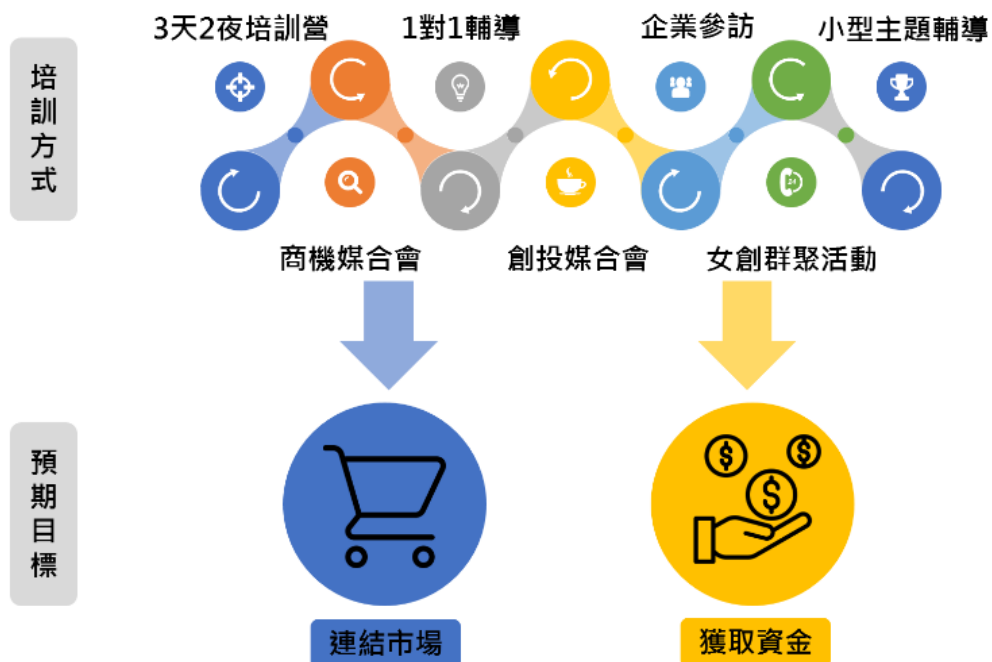 3天2夜培訓營
1對1輔導
企業參訪
小型主題輔導
培訓方式
24
商機媒合會
創投媒合會
女創群聚活動
預期目標
$
$
$
連結市場
獲取資金